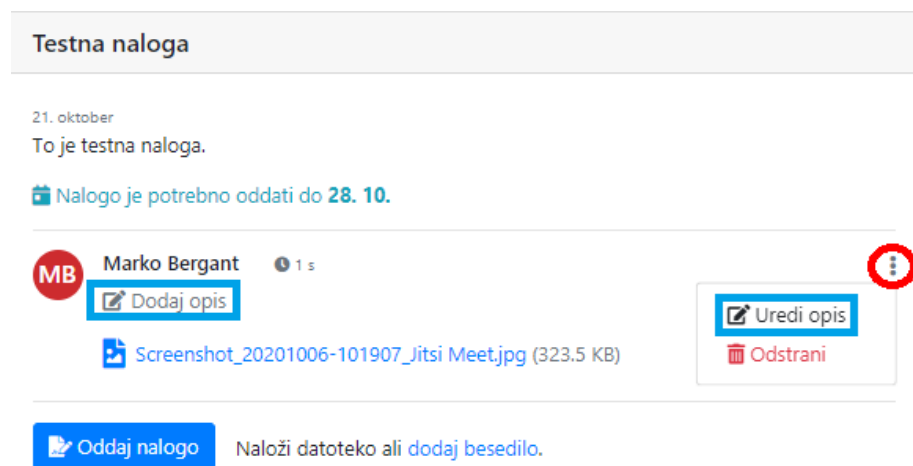 Testna naloga
21. oktober
To je testna naloga.
Nalogo je potrebno oddati do 28. 10.
MB
Marko Bergant 1 s
Dodaj opis
Screenshot_20201006-101907_Jitsi Meet.jpg (323.5 KB)
Uredi opis
Odstrani
Oddaj nalogo
Naloži datoteko ali dodaj besedilo.